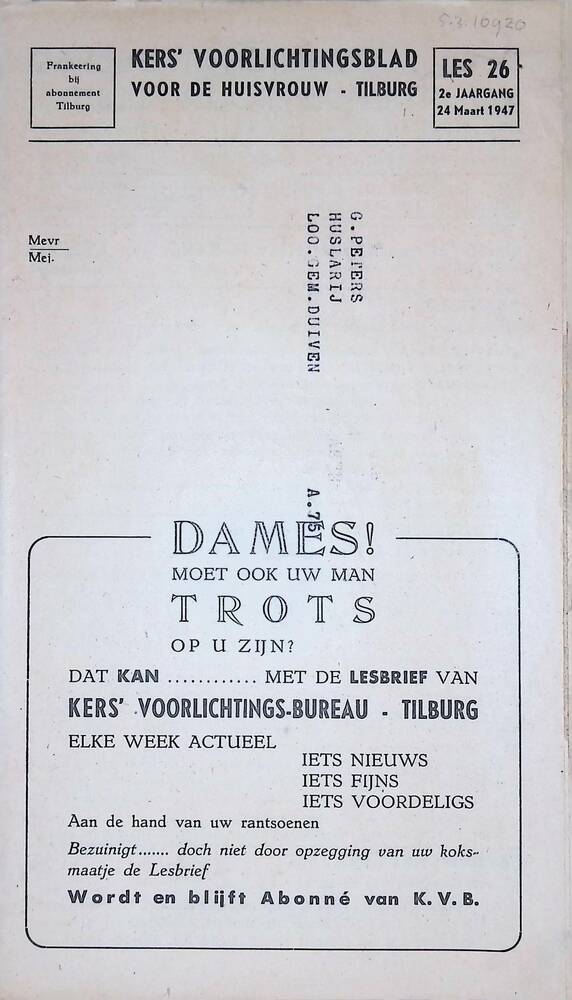 5.3.10920
Frankeering
bij
abonnement
Tilburg
KERS' VOORLICHTINGSBLAD
VOOR DE HUISVROUW - TILBURG
LES 26
2e JAARGANG
24 Maart 1947
Mevr
Mej.
G. PEPERS
HUSLARIJ
LOO.GEM.DUIVEN
A.757
DAMES!
MOET OOK UW MAN
TROTS
OP U ZIJN?
DAT KAN ............ MET DE LESBRIEF VAN
KERS' VOORLICHTINGS-BUREAU - TILBURG
ELKE WEEK ACTUEEL
IETS NIEUWS
IETS FIJNS
IETS VOORDELIGS
Aan de hand van uw rantsoenen
Bezuinigt....... doch niet door opzegging van uw koks-
maatje de Lesbrief
Wordt en blijft Abonné van K.V.B.